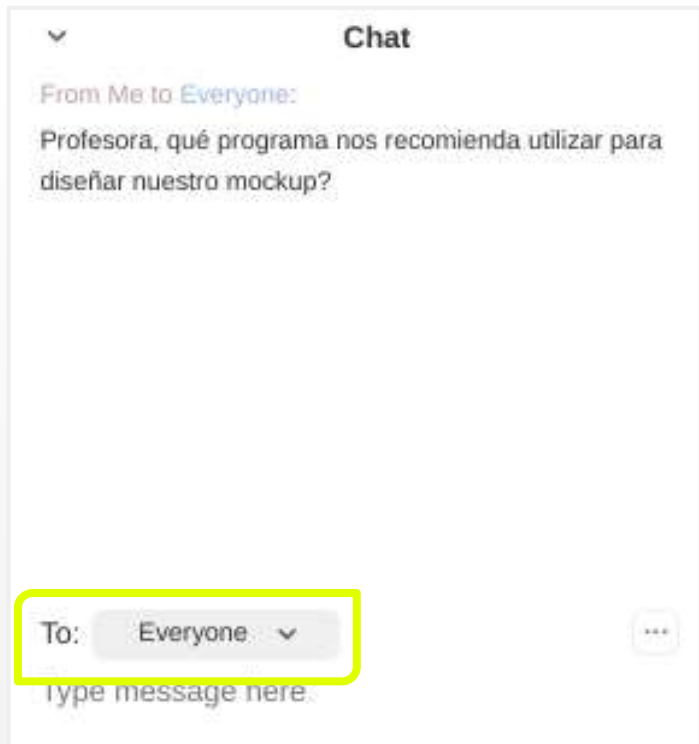 Chat
From Me to Everyone:
Profesora, qué programa nos recomienda utilizar para
diseñar nuestro mockup?
To: Everyone
Type message here